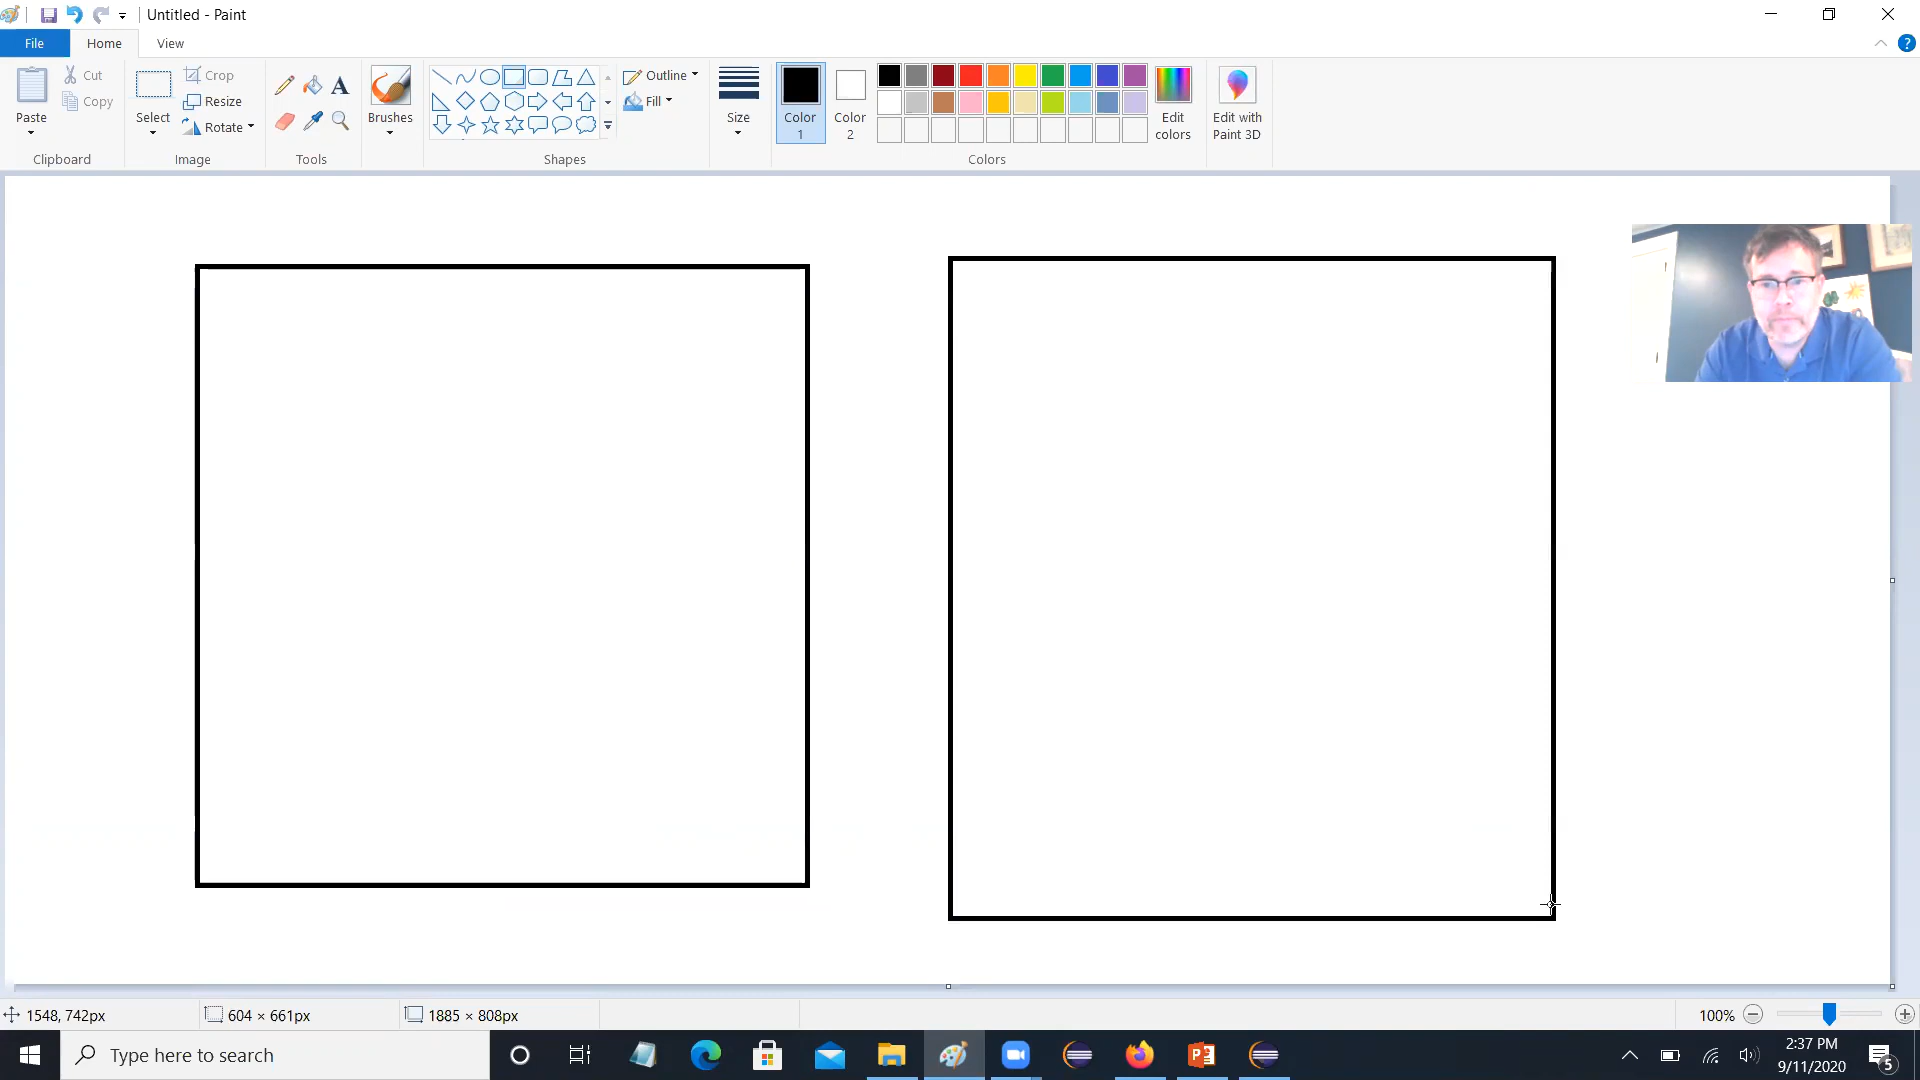 Untitled - Paint
File Home View
Paste
Cut
Copy
Clipboard
Select
Crop
Resize
Rotate
Image
A
Tools
Brushes
Shapes
Outline
Fill
Size
Color
1
Color
2
Colors
Edit
colors
Edit with
Paint 3D
?
1548, 742px 604 × 661px 1885 × 808px 100%
Type here to search
2:37 PM
9/11/2020
5